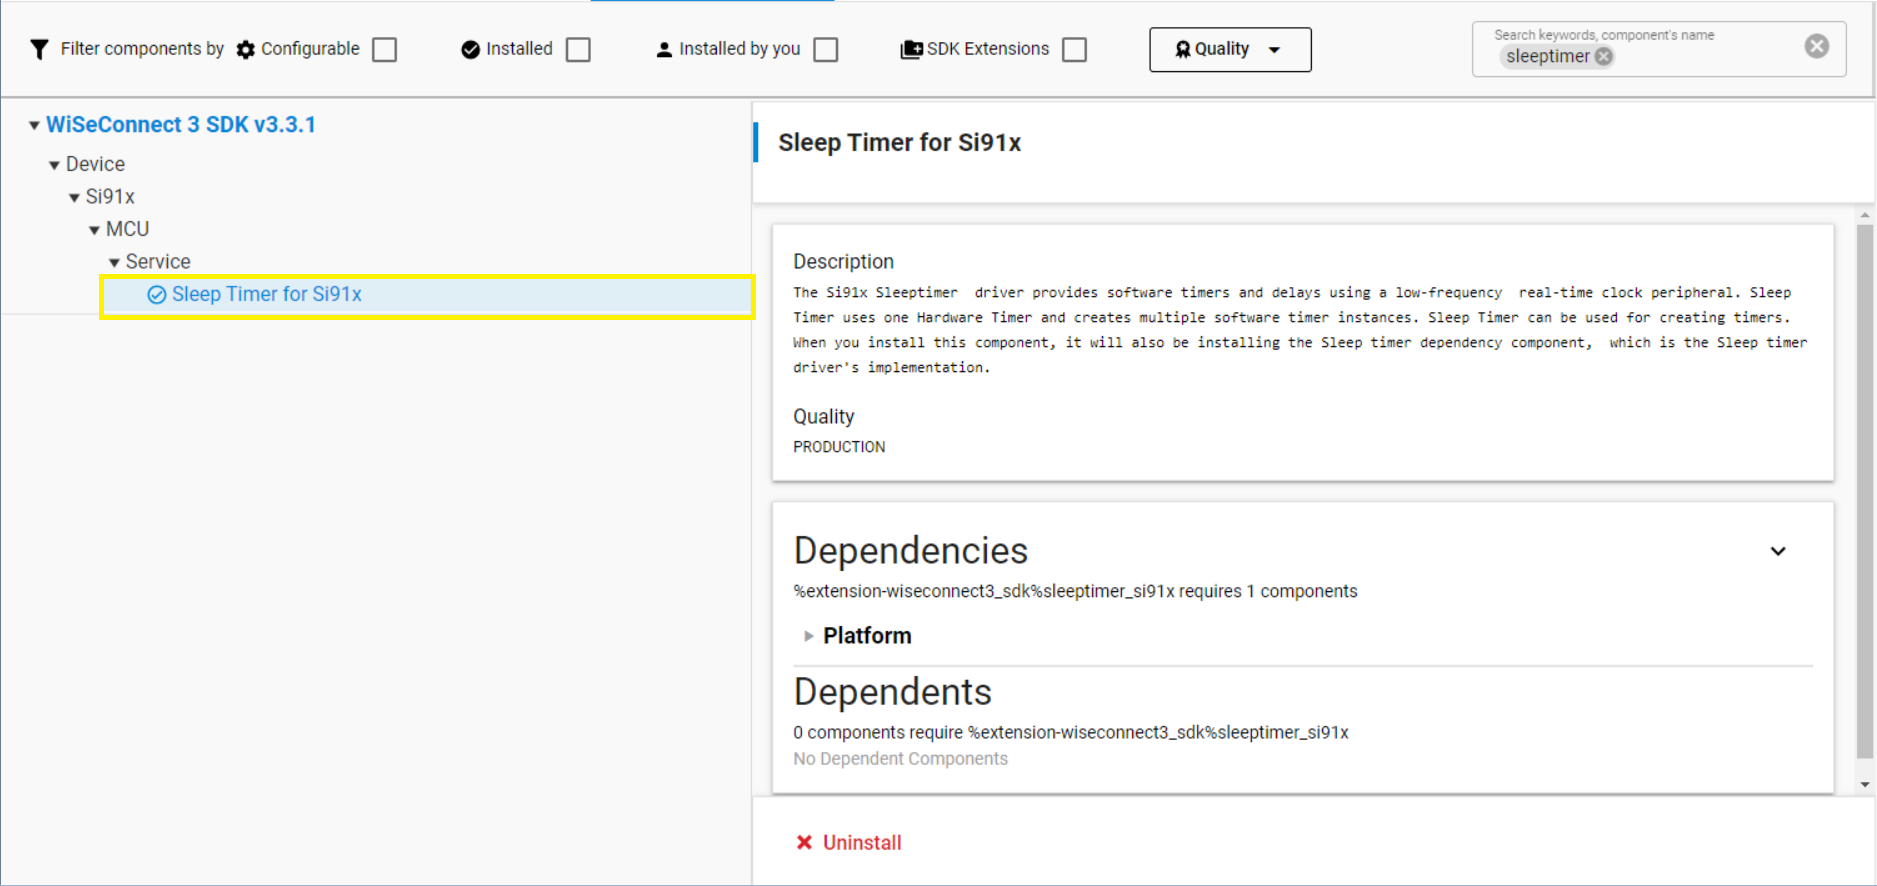 Filter components by Configurable Installed Installed by you SDK Extensions Quality
Search keywords, component's name
sleeptimer
WiSeConnect 3 SDK v3.3.1
Device
Si91x
MCU
Service
Sleep Timer for Si91x
Sleep Timer for Si91x
Description
The Si91x Sleeptimer driver provides software timers and delays using a low-frequency real-time clock peripheral. Sleep
Timer uses one Hardware Timer and creates multiple software timer instances. Sleep Timer can be used for creating timers.
When you install this component, it will also be installing the Sleep timer dependency component, which is the Sleep timer
driver's implementation.
Quality
PRODUCTION
Dependencies
%extension-wiseconnect3_sdk%sleeptimer_si91x requires 1 components
Platform
Dependents
0 components require %extension-wiseconnect3_sdk%sleeptimer_si91x
No Dependent Components
Uninstall